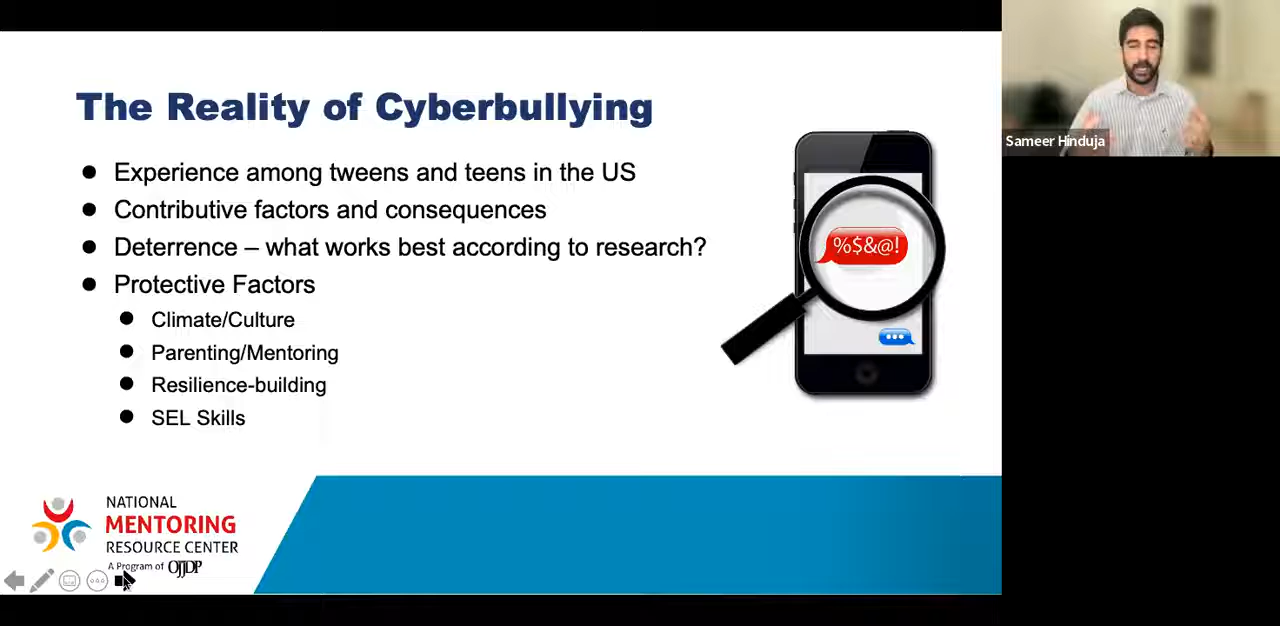 The Reality of Cyberbullying
Experience among tweens and teens in the US
Contributive factors and consequences
Deterrence – what works best according to research?
Protective Factors
Climate/Culture
Parenting/Mentoring
Resilience-building
SEL Skills
%$&@!
Sameer Hinduja
NATIONAL
MENTORING
RESOURCE CENTER
A Program of OJJDP